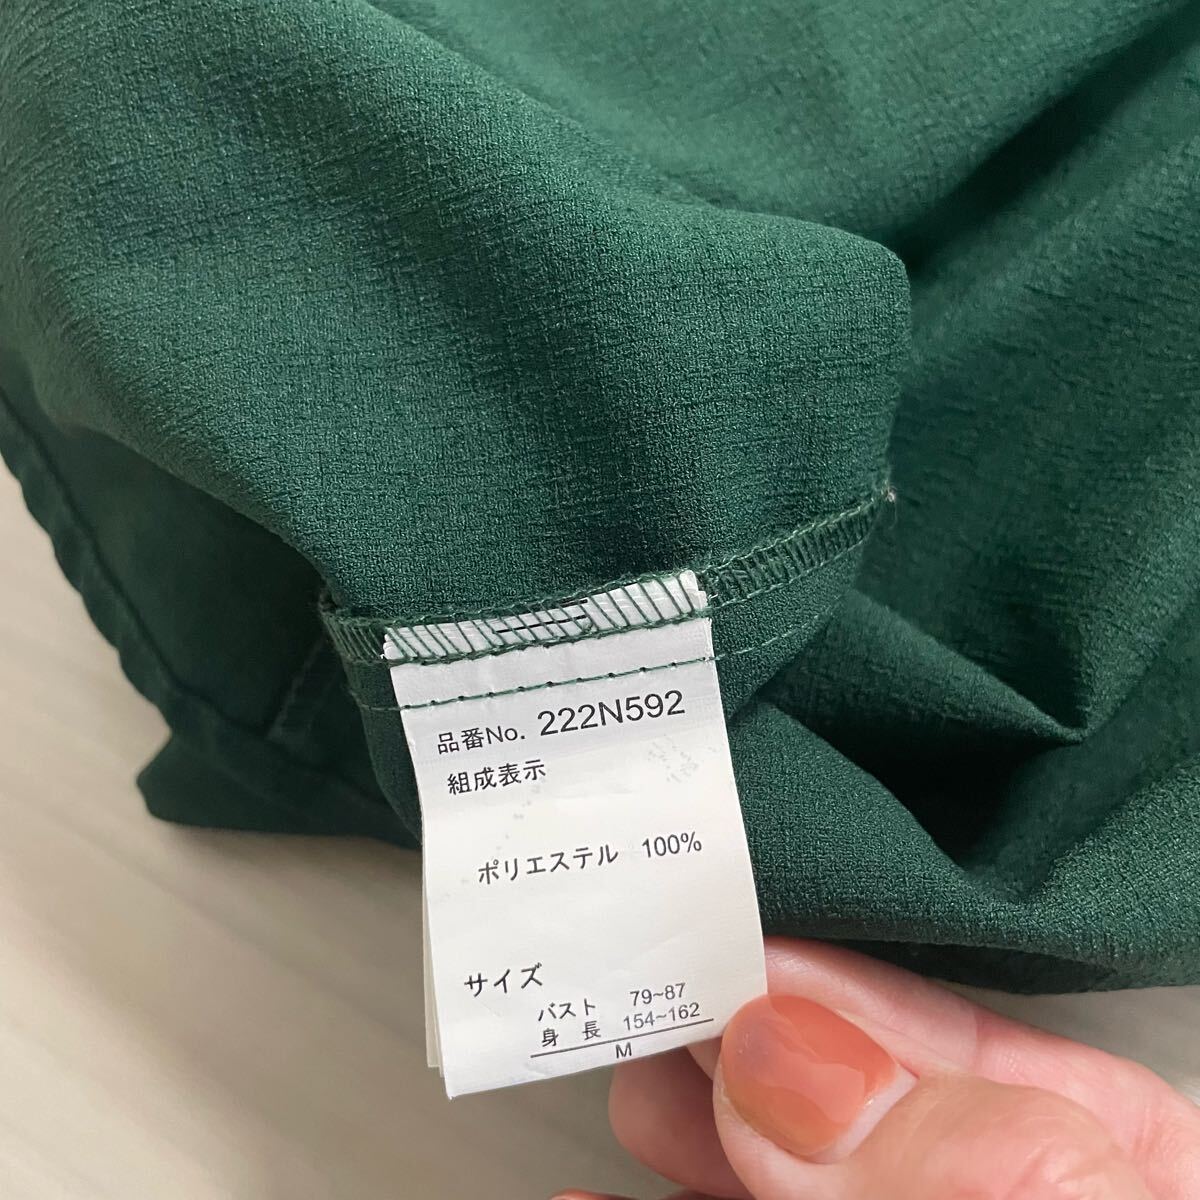 品番No. 222N592
組成表示
ポリエステル 100%
サイズ
バスト 79~87
身 長 154~162
M